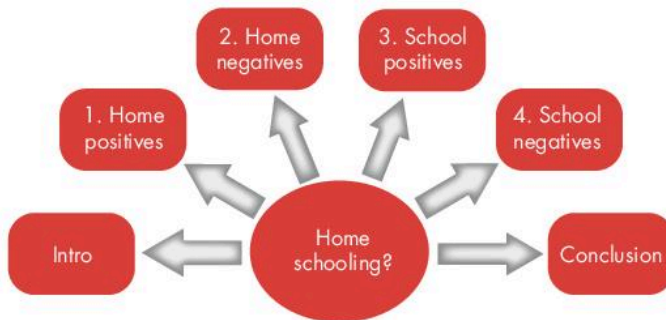 2. Home
negatives
3. School
positives
1. Home
positives
4. School
negatives
Intro
Home
schooling?
Conclusion